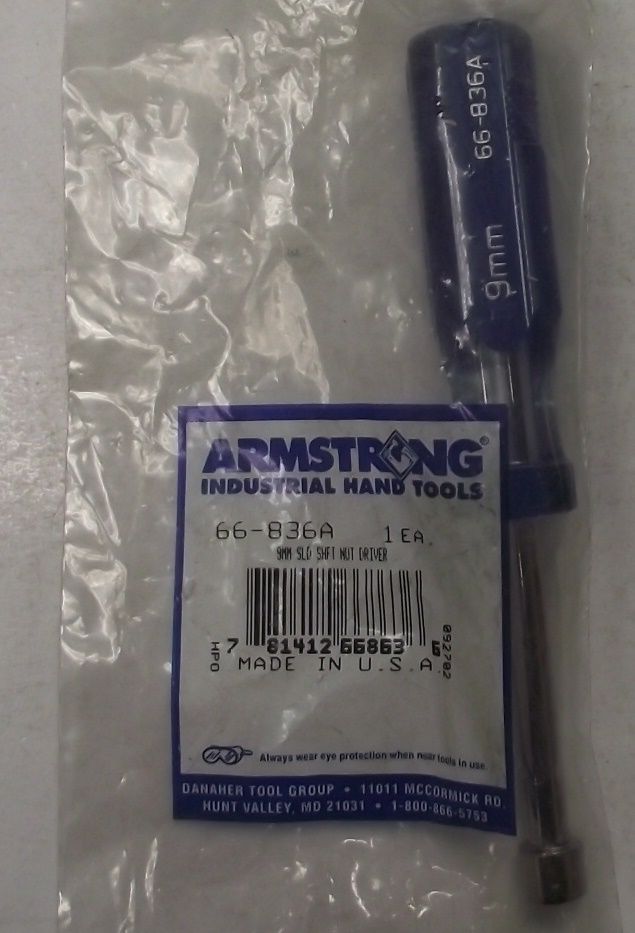 66-836A
9mm
ARMSTRONG®
INDUSTRIAL HAND TOOLS
66-836A 1 EA.
9MM SLD SHFT NUT DRIVER
HPO
7 81412 66863 6
092702
MADE IN U.S.A.
Always wear eye protection when near tools in use.
DANAHER TOOL GROUP • 11011 MCCORMICK RD.
HUNT VALLEY, MD 21031 • 1-800-866-5753